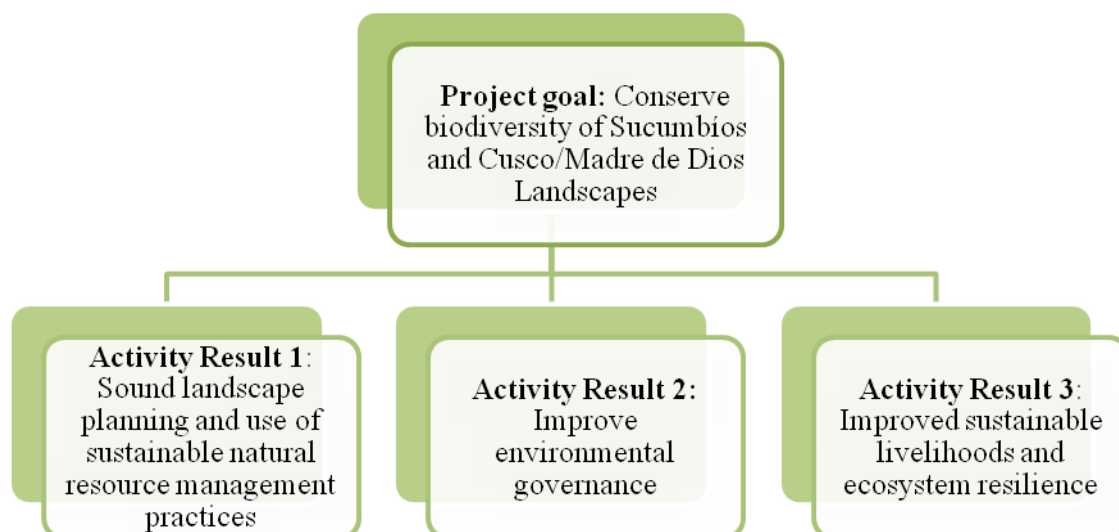 Project goal: Conserve
biodiversity of Sucumbíos
and Cusco/Madre de Dios
Landscapes
Activity Result 1:
Sound landscape
planning and use of
sustainable natural
resource management
practices
Activity Result 2:
Improve
environmental
governance
Activity Result 3:
Improved sustainable
livelihoods and
ecosystem resilience